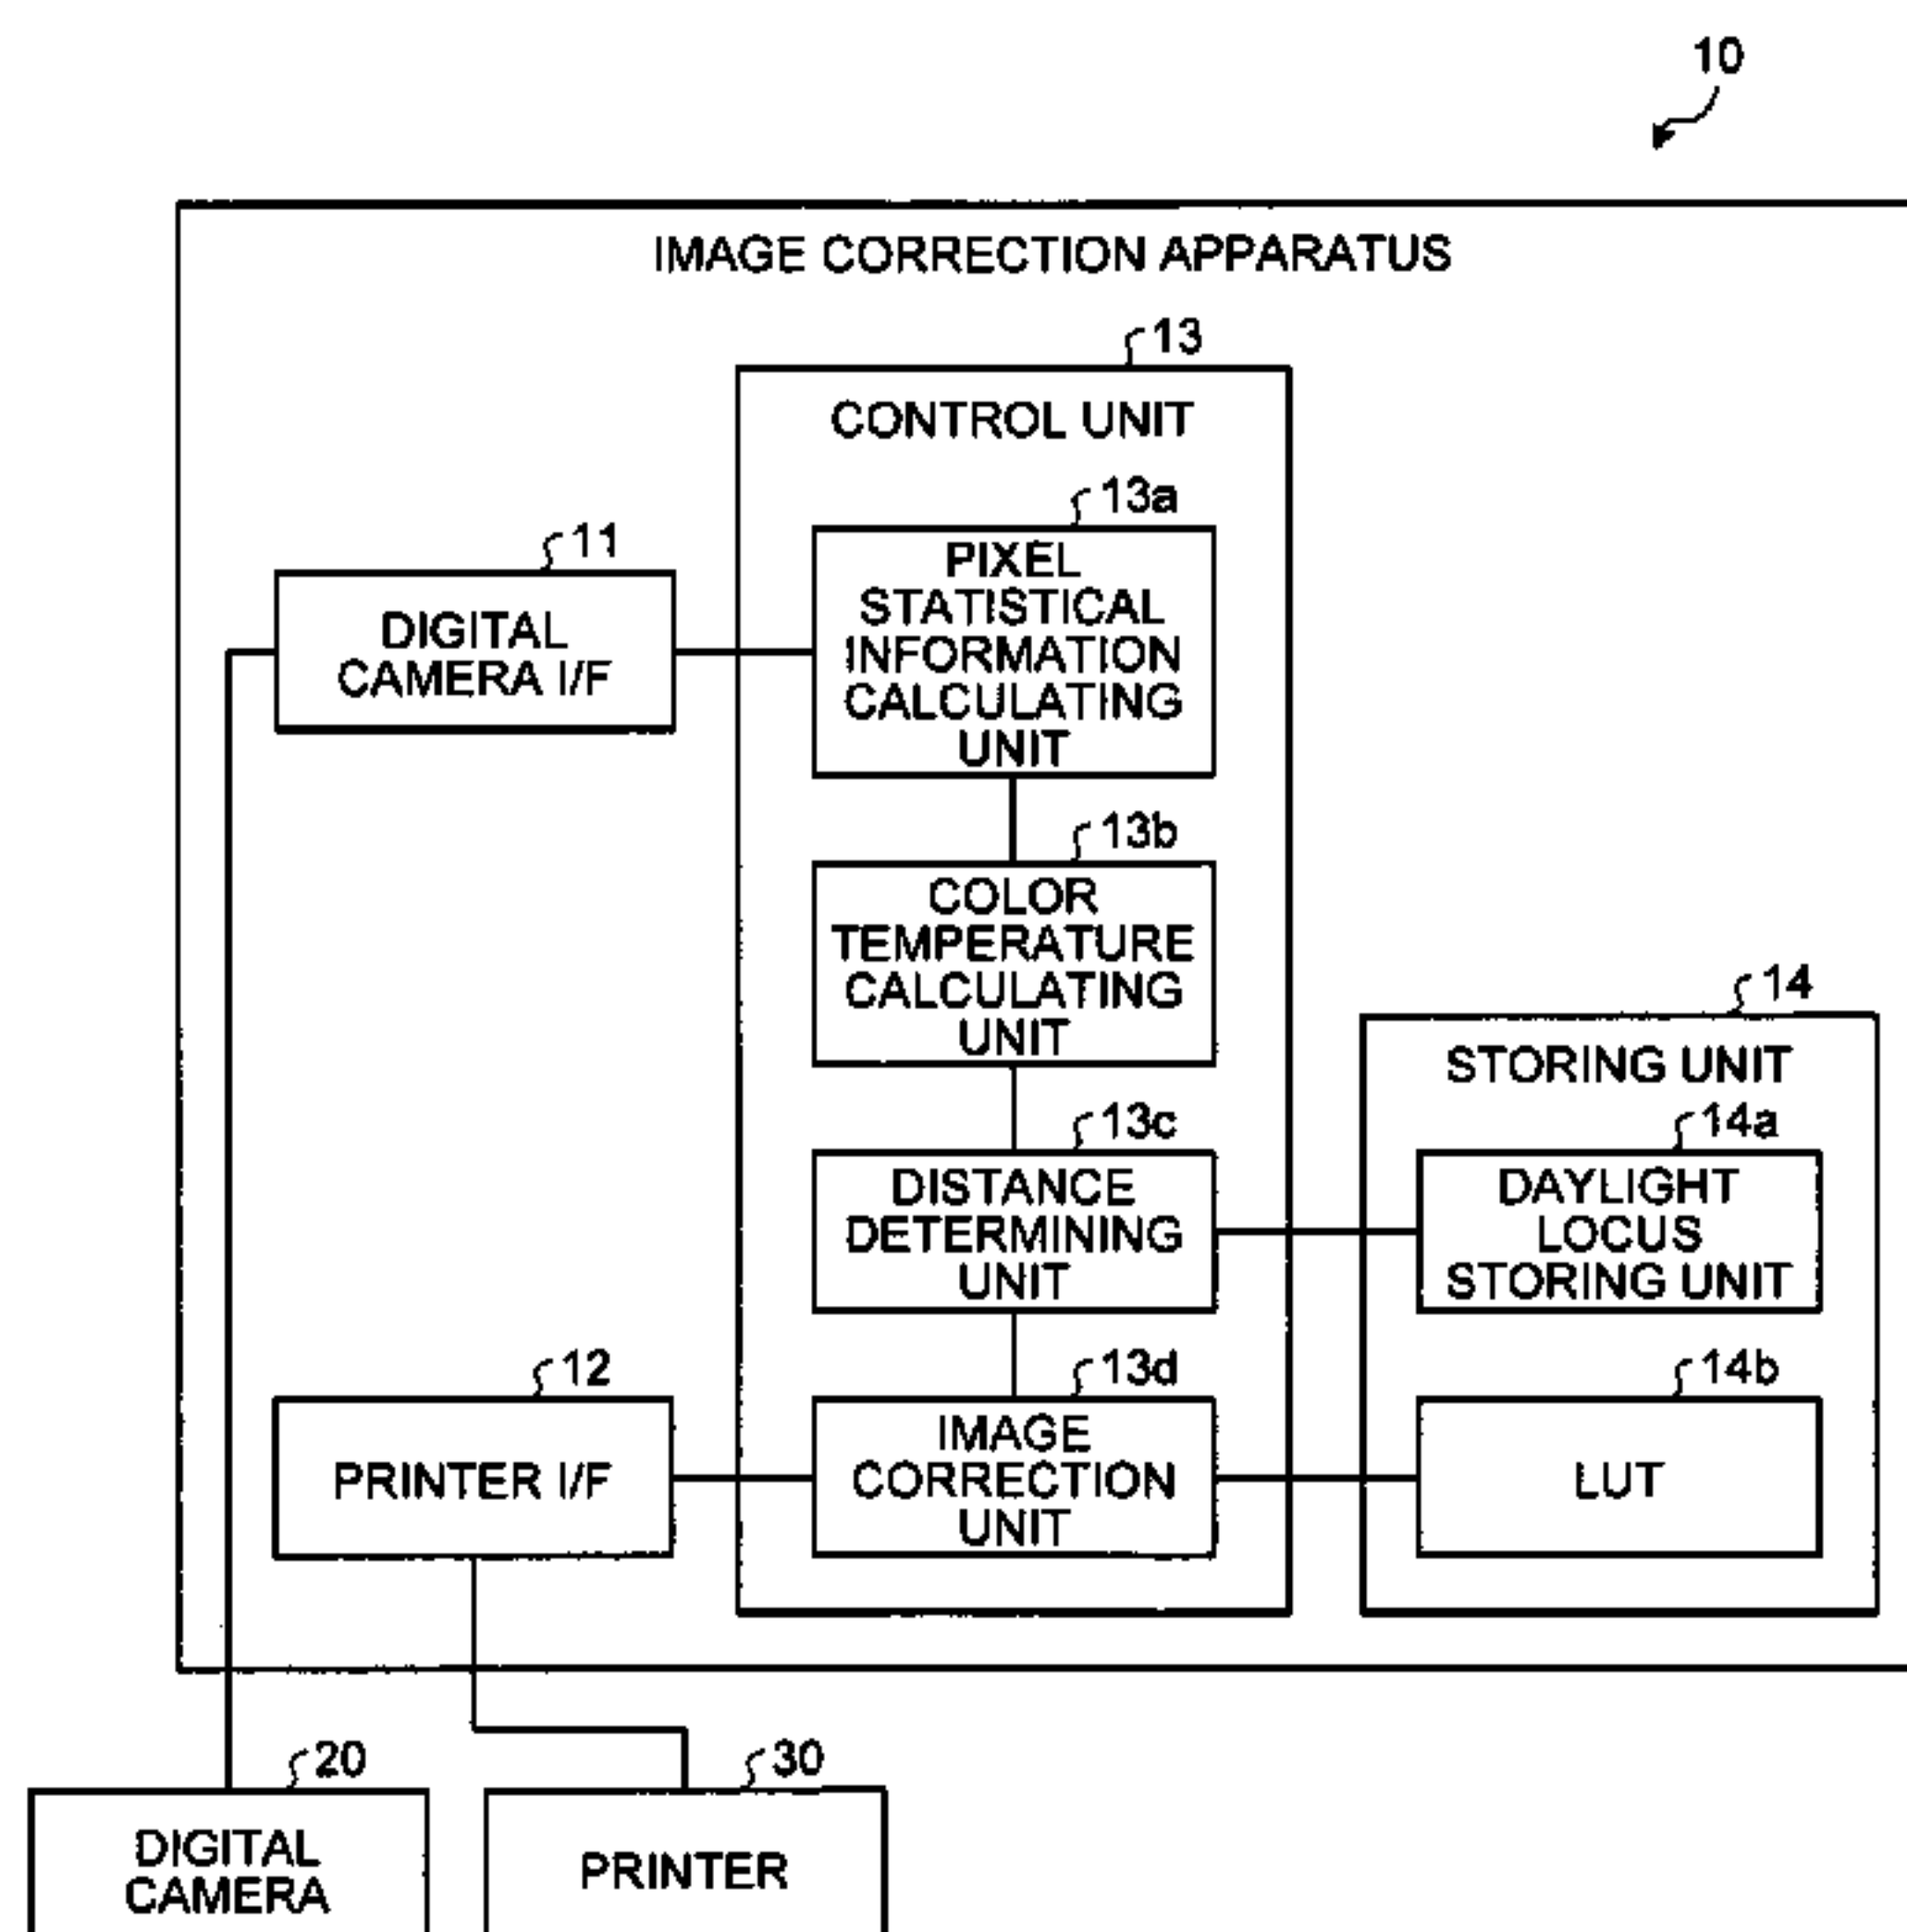 10
IMAGE CORRECTION APPARATUS
13
CONTROL UNIT
13a
PIXEL
STATISTICAL
INFORMATION
CALCULATING
UNIT
11
DIGITAL
CAMERA I/F
13b
COLOR
TEMPERATURE
CALCULATING
UNIT
14
STORING UNIT
13c
DISTANCE
DETERMINING
UNIT
14a
DAYLIGHT
LOCUS
STORING UNIT
12
PRINTER I/F
13d
IMAGE
CORRECTION
UNIT
14b
LUT
20
DIGITAL
CAMERA
30
PRINTER